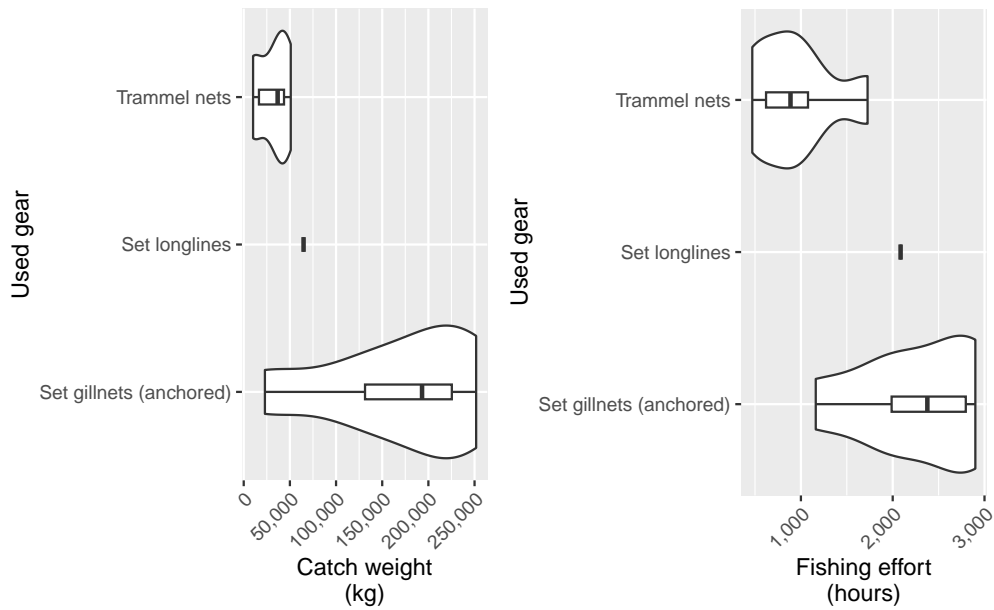 Used gear
Trammel nets
Set longlines
Set gillnets (anchored)
0
50,000
100,000
150,000
200,000
250,000
Catch weight
(kg)
Used gear
Trammel nets
Set longlines
Set gillnets (anchored)
1,000
2,000
3,000
Fishing effort
(hours)